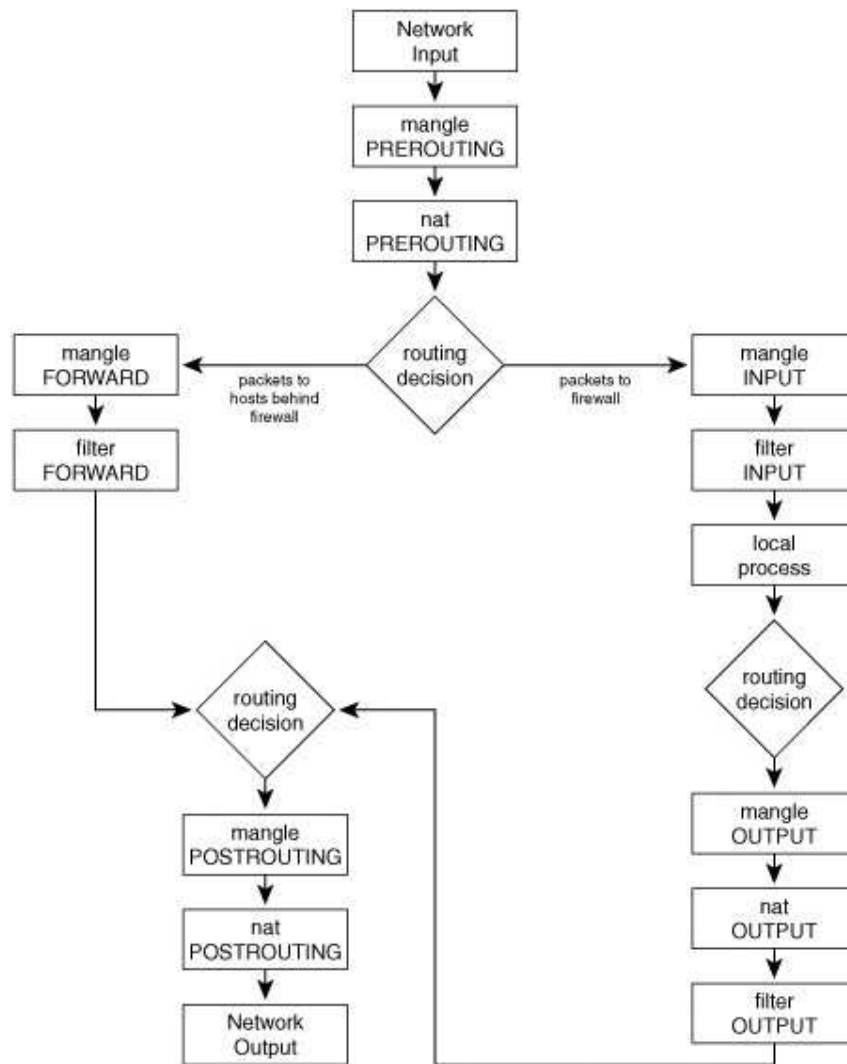 Network
Input
mangle
PREROUTING
nat
PREROUTING
routing
decision
packets to
hosts behind
firewall
packets to
firewall
mangle
FORWARD
filter
FORWARD
mangle
INPUT
filter
INPUT
local
process
routing
decision
mangle
OUTPUT
nat
OUTPUT
filter
OUTPUT
routing
decision
mangle
POSTROUTING
nat
POSTROUTING
Network
Output